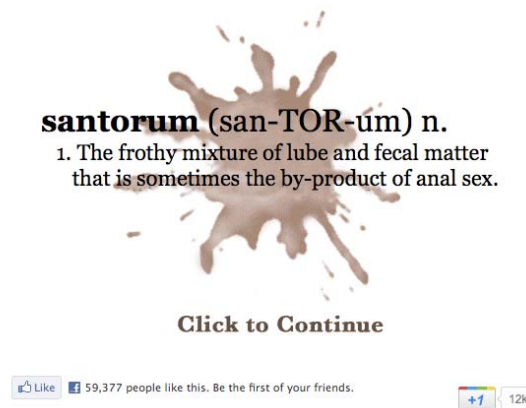 santorum (san-TOR-um) n.
1. The frothy mixture of lube and fecal matter
that is sometimes the by-product of anal sex.
Click to Continue
Like f 59,377 people like this. Be the first of your friends.
+1 12k